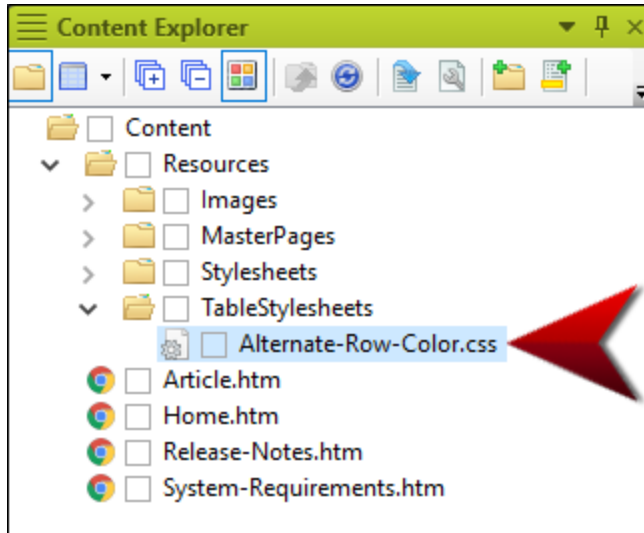 Content Explorer
Content
Resources
Images
MasterPages
Stylesheets
TableStylesheets
Alternate-Row-Color.css
Article.htm
Home.htm
Release-Notes.htm
System-Requirements.htm